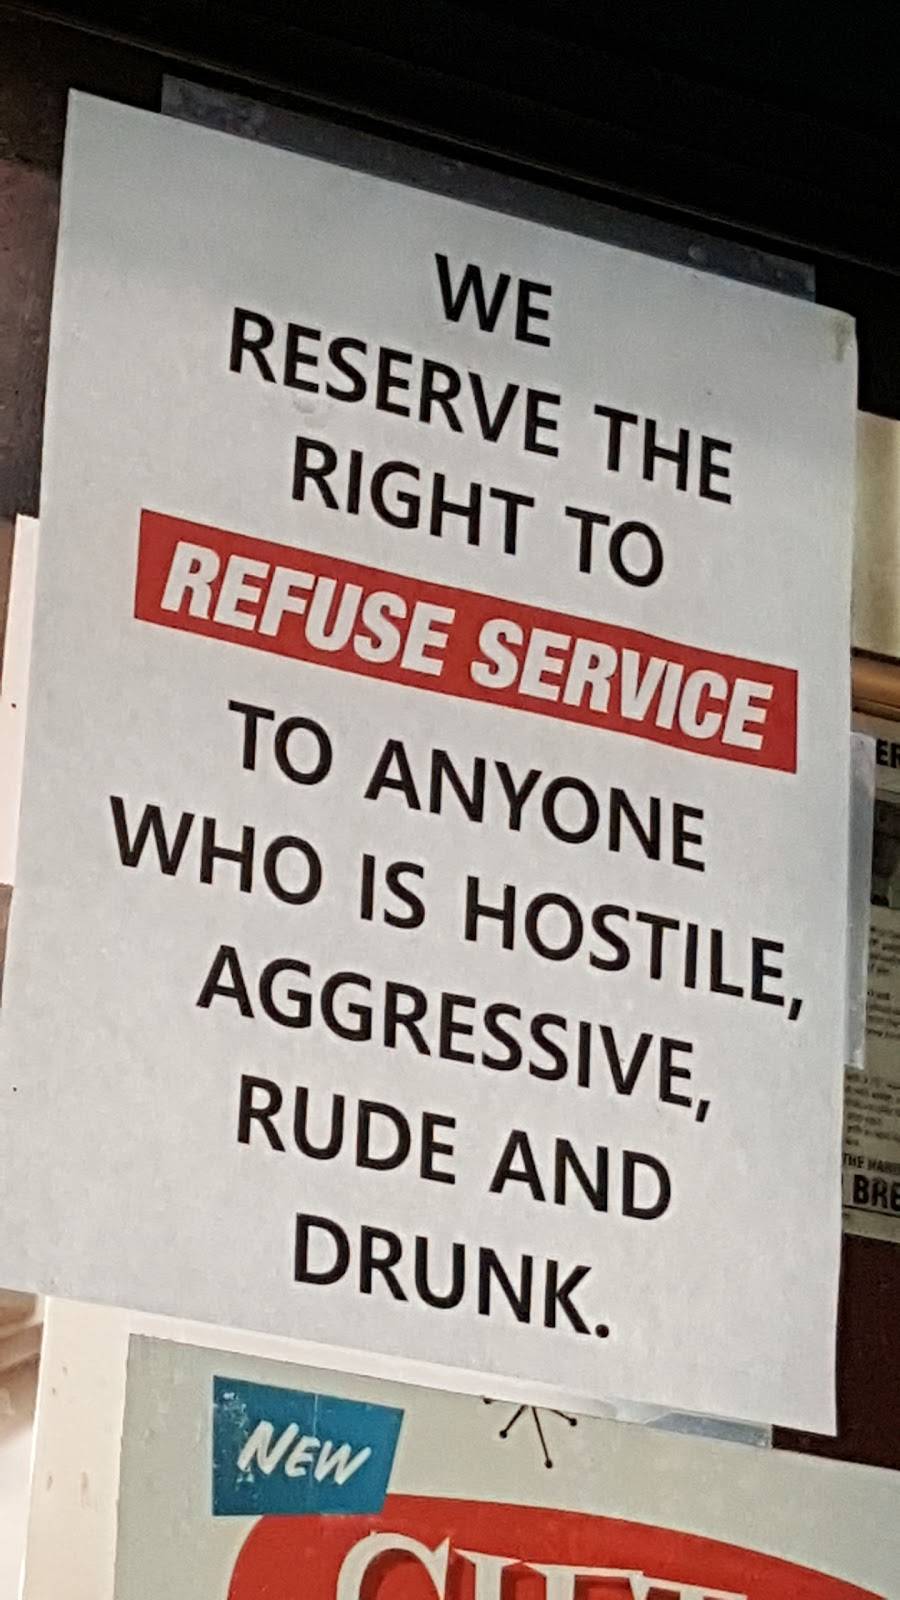 WE
RESERVE THE
RIGHT TO
REFUSE SERVICE
TO ANYONE
WHO IS HOSTILE,
AGGRESSIVE,
RUDE AND
DRUNK.
NEW